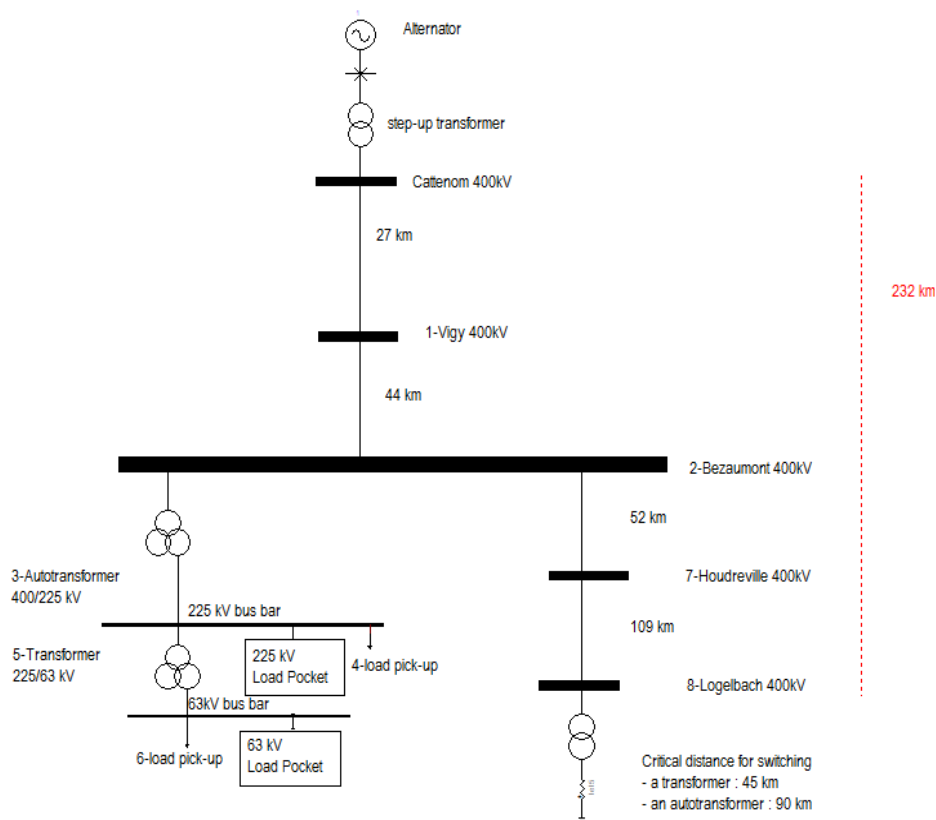 Alternator
step-up transformer
Cattenom 400kV
27 km
232 km
1-Vigy 400kV
44 km
2-Bezaumont 400kV
52 km
3-Autotransformer
400/225 kV
7-Houdreville 400kV
225 kV bus bar
109 km
5-Transformer
225/63 kV
225 kV
Load Pocket
4-load pick-up
8-Logelbach 400kV
63kV bus bar
6-load pick-up
63 kV
Load Pocket
Critical distance for switching
- a transformer : 45 km
- an autotransformer : 90 km